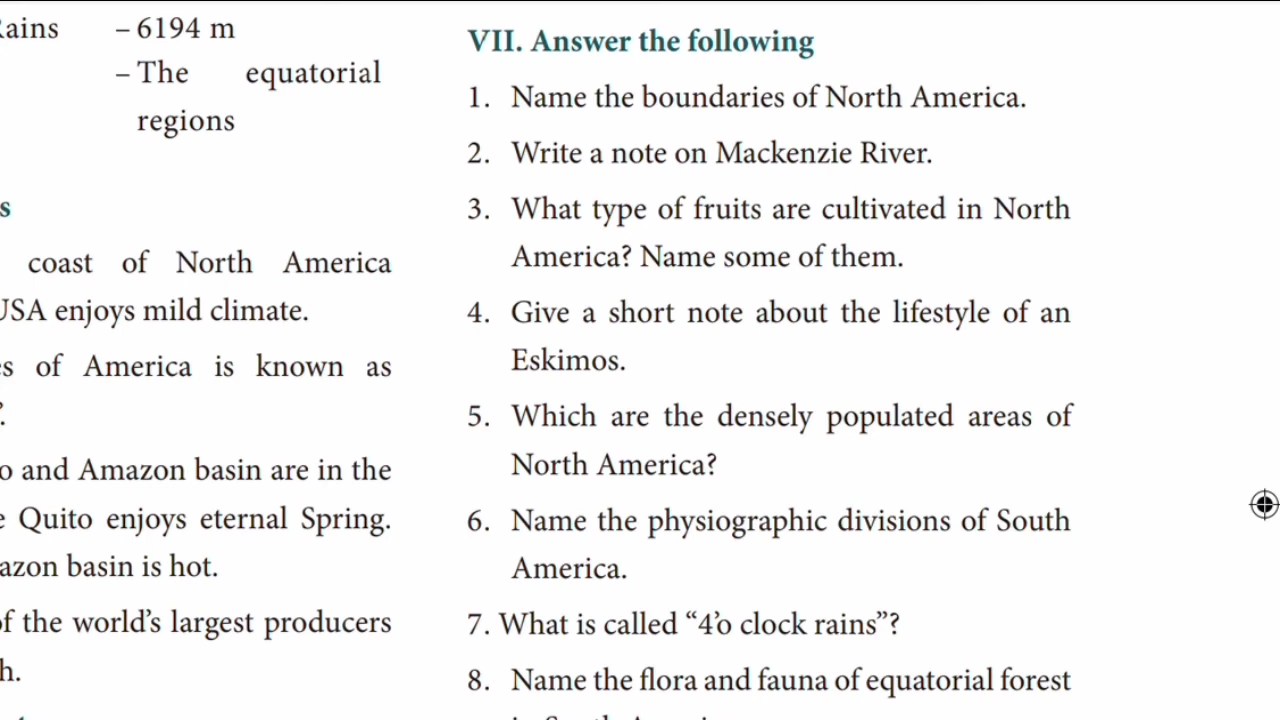 Rains – 6194 m
– The equatorial
regions
s
coast of North America
USA enjoys mild climate.
es of America is known as
o and Amazon basin are in the
e Quito enjoys eternal Spring.
azon basin is hot.
of the world’s largest producers
h.
VII. Answer the following
1. Name the boundaries of North America.
2. Write a note on Mackenzie River.
3. What type of fruits are cultivated in North
America? Name some of them.
4. Give a short note about the lifestyle of an
Eskimos.
5. Which are the densely populated areas of
North America?
6. Name the physiographic divisions of South
America.
7. What is called “4’o clock rains”?
8. Name the flora and fauna of equatorial forest